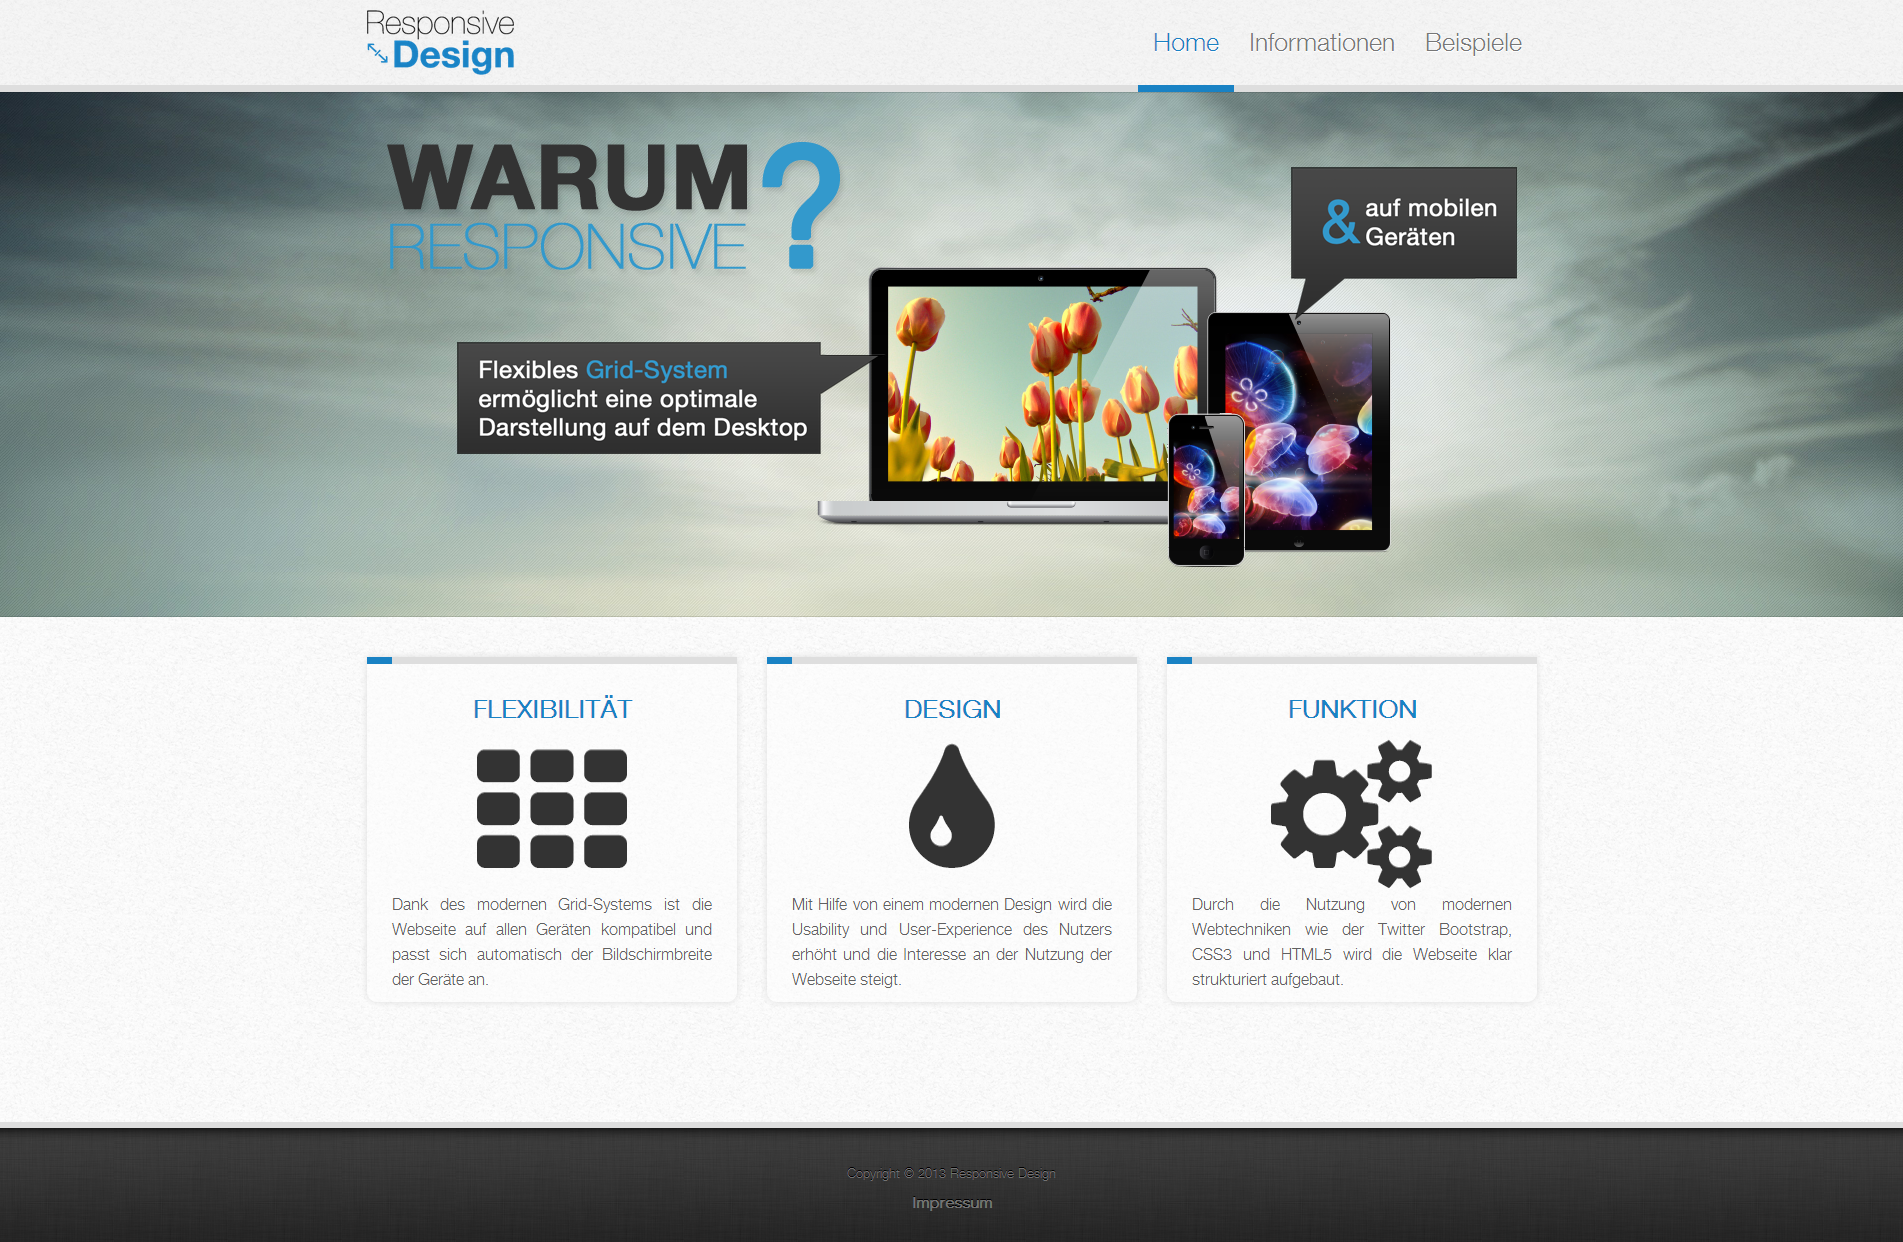 Responsive
Design
Home Informationen Beispiele
WARUM
RESPONSIVE?
& auf mobilen
Geräten
Flexibles Grid-System
ermöglicht eine optimale
Darstellung auf dem Desktop
FLEXIBILITÄT
Dank des modernen Grid-Systems ist die
Webseite auf allen Geräten kompatibel und
passt sich automatisch der Bildschirmbreite
der Geräte an.
DESIGN
Mit Hilfe von einem modernen Design wird die
Usability und User-Experience des Nutzers
erhöht und die Interesse an der Nutzung der
Webseite steigt.
FUNKTION
Durch die Nutzung von modernen
Webtechniken wie der Twitter Bootstrap,
CSS3 und HTML5 wird die Webseite klar
strukturiert aufgebaut.
Copyright © 2013 Responsive Design
Impressum